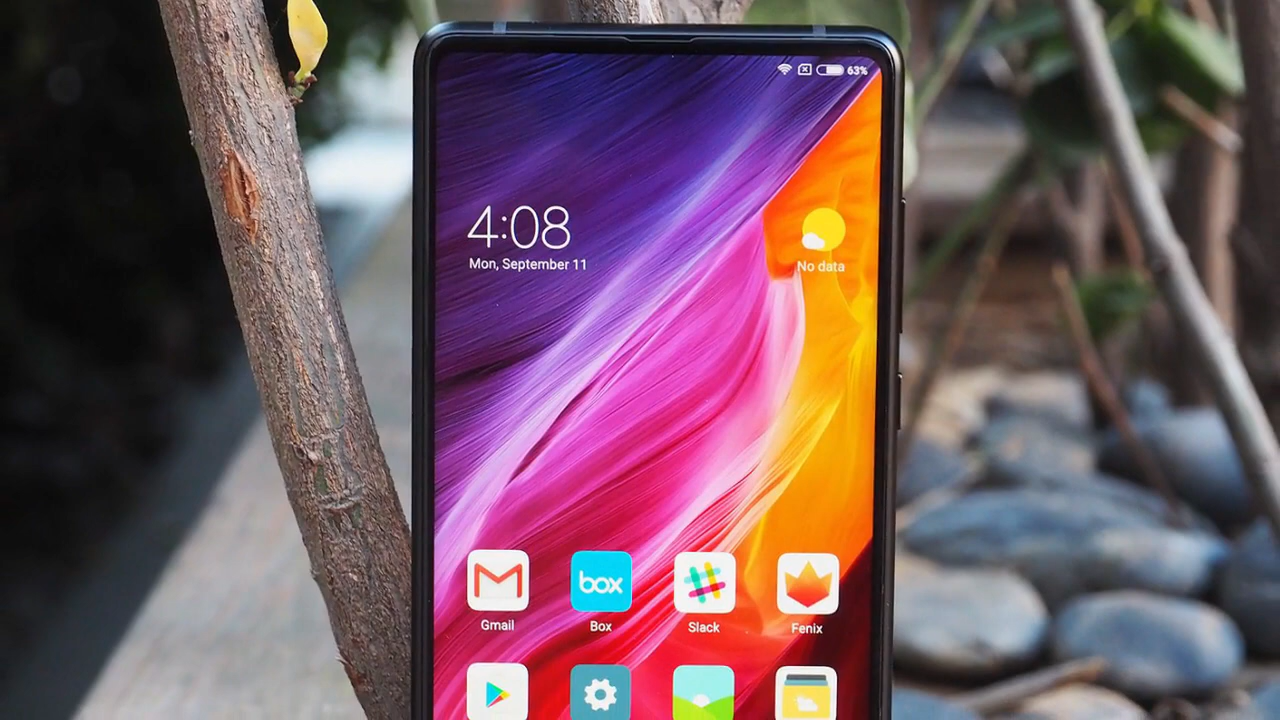 63%
4:08
Mon, September 11
No data
box
Gmail
Box
Slack
Fenix